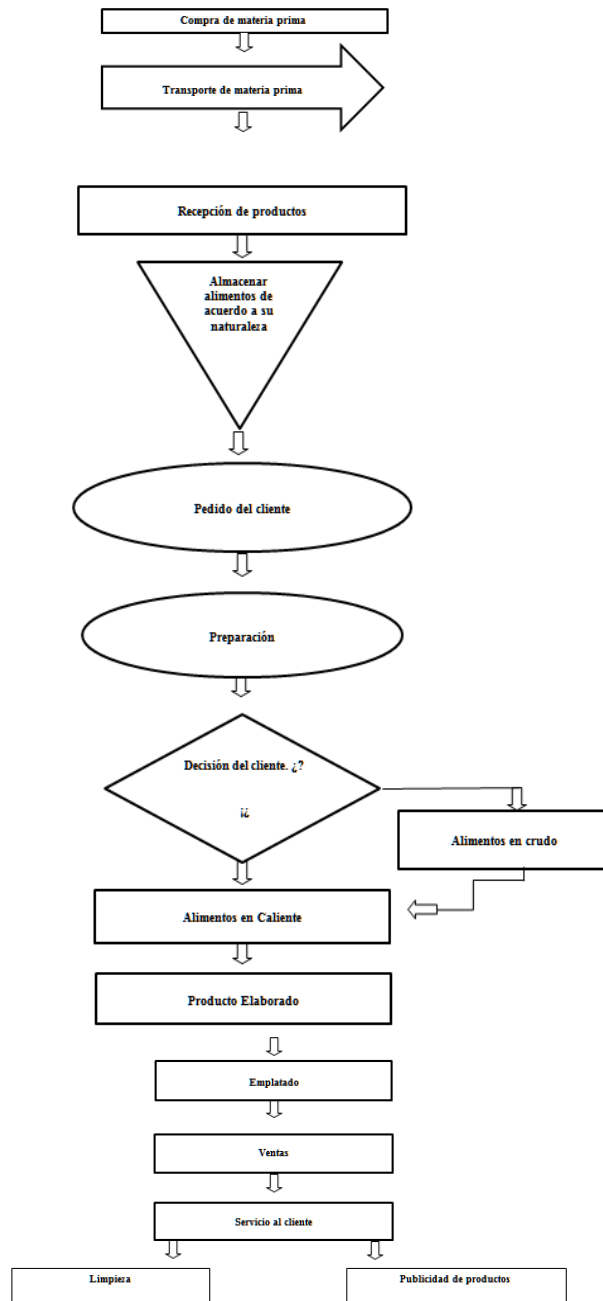 Compra de materia prima
Transporte de materia prima
Recepción de productos
Almacenar
alimentos de
acuerdo a su
naturaleza
Pedido del cliente
Preparación
Decisión del cliente. ¿?
¡¿
Alimentos en crudo
Alimentos en Caliente
Producto Elaborado
Emplatado
Ventas
Servicio al cliente
Limpieza
Publicidad de productos